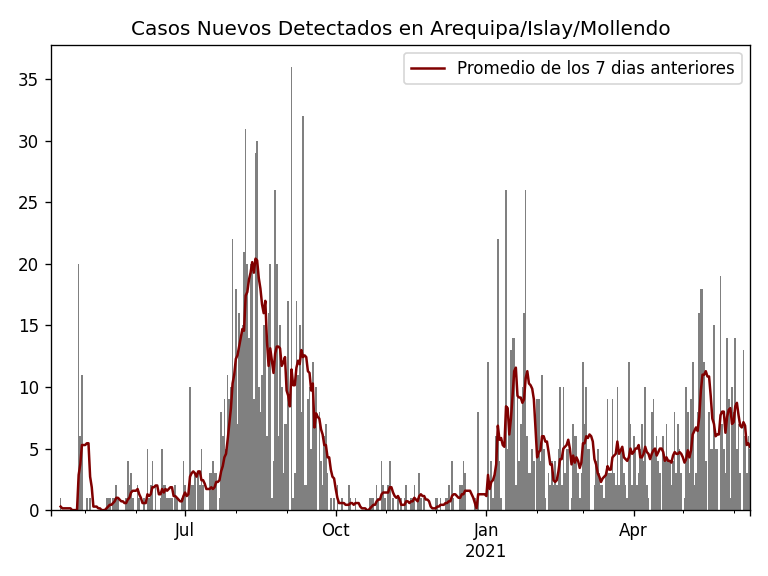 Casos Nuevos Detectados en Arequipa/Islay/Mollendo
Promedio de los 7 dias anteriores
35
30
25
20
15
10
5
0
Jul
Oct
Jan
2021
Apr